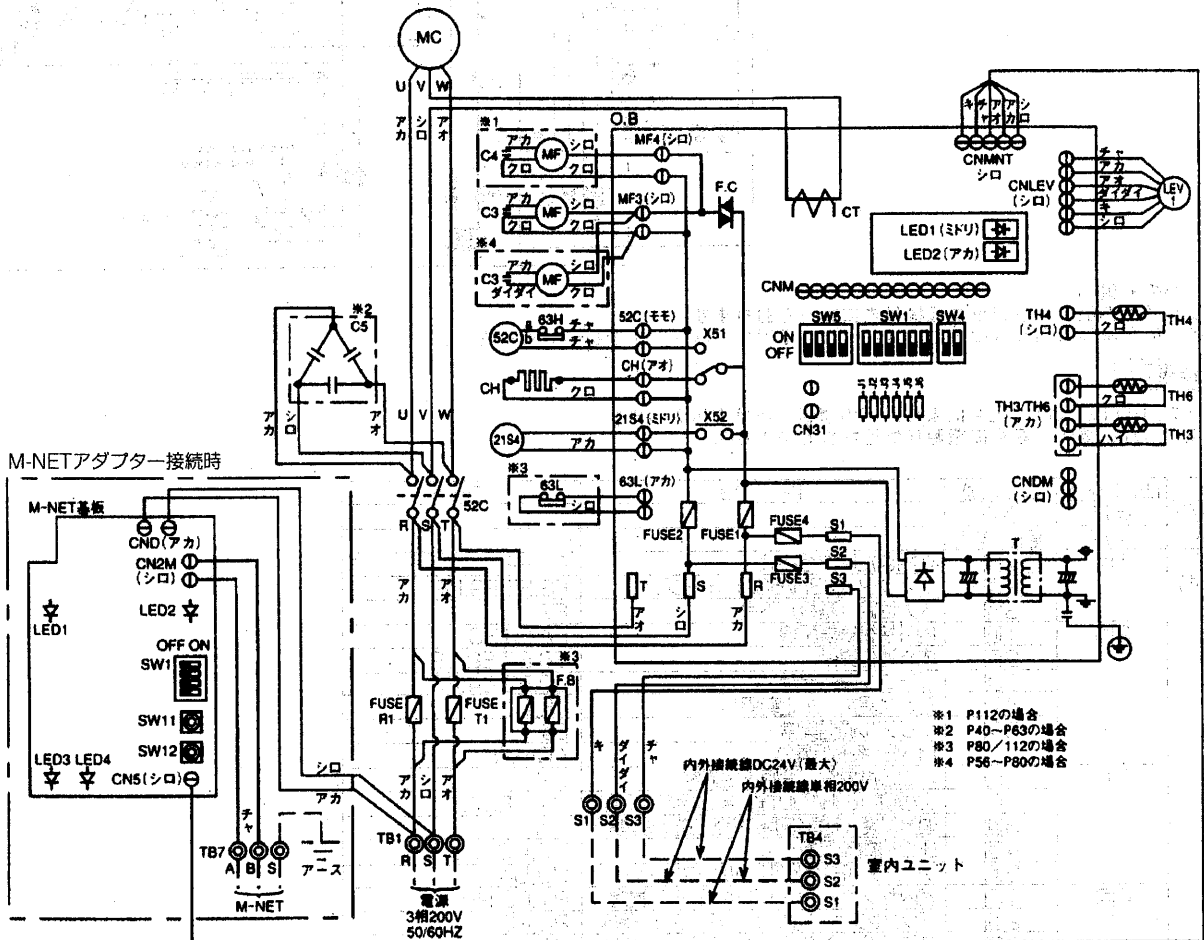 MC
U V W
アカ シロ アオ
O.B
キ チャ アオ アカ シロ
CNMNT
シロ
※1
C4 アカ MF シロ
クロ クロ
MF4(シロ)
C3 アカ MF シロ
クロ クロ
MF3(シロ)
F.C
CT
※4
C3 アカ MF シロ
ダイダイ クロ
CNLEV
(シロ)
チャ
アカ
アオ
ダイダイ
キ
シロ
LEV
1
LED1(ミドリ)
LED2(アカ)
CNM
SW5 SW1 SW4
ON
OFF
J1 J2 J3 J4 J5 J6
CN31
TH4
(シロ)
クロ
TH4
TH3/TH6
(アカ)
クロ
TH6
ハイ
TH3
CNDM
(シロ)
※2
C5
52C a 63H チャ 52C(モモ)
b チャ
X51
CH クロ CH(アオ)
21S4 アカ 21S4(ミドリ)
X52
※3
63L シロ 63L(アカ)
アカ シロ アオ
U V W
52C
R S T
FUSE2 FUSE1
FUSE4 S1
FUSE3 S2
S3
T S R
アオ シロ アカ
T
M-NETアダプター接続時
M-NET基板
CND(アカ)
CN2M
(シロ)
LED1
LED2
OFF ON
SW1
SW11
SW12
LED3 LED4
CN5(シロ)
チャ
TB7
A B S
アース
M-NET
アカ アオ
FUSE
R1
FUSE
T1
※3
F.B
シロ
アカ
アカ シロ アオ
TB1
R S T
電源
3相200V
50/60HZ
キ ダイダイ チャ
S1 S2 S3
内外接続線DC24V(最大)
内外接続線単相200V
TB4
S3
S2
S1
室内ユニット
※1 P112の場合
※2 P40~P63の場合
※3 P80/112の場合
※4 P56~P80の場合